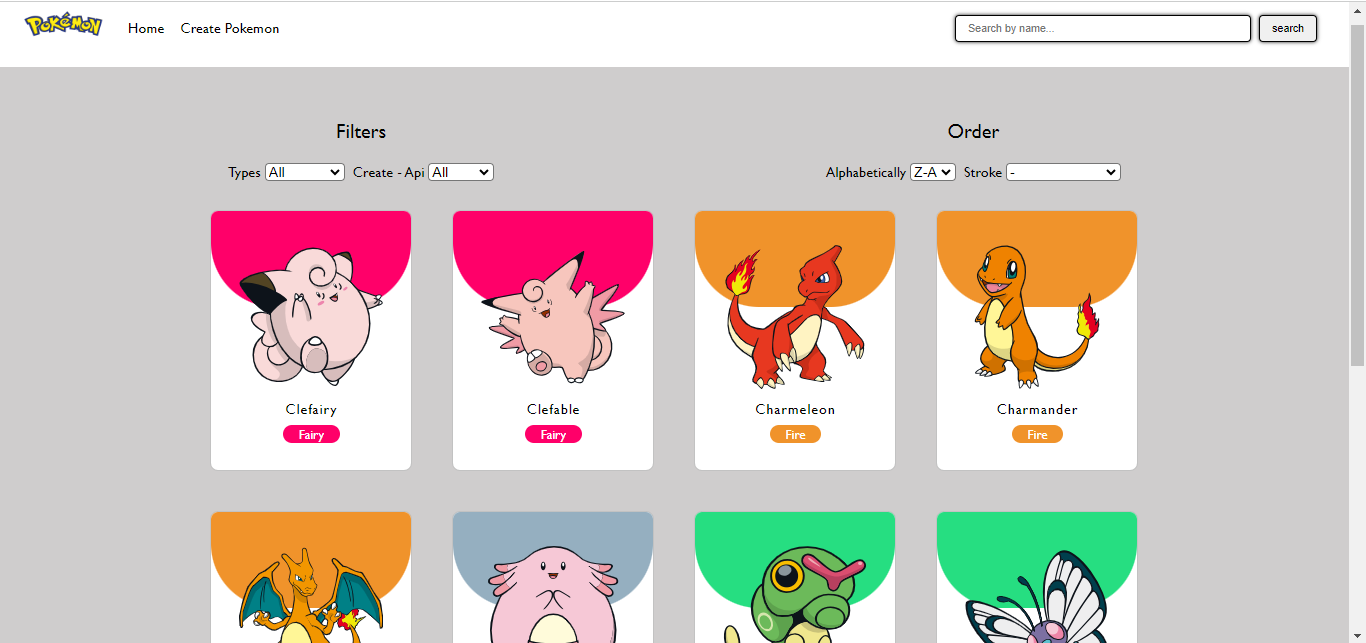 POKéMON Home Create Pokemon Search by name... search
Filters Order
Types All Create - Api All Alphabetically Z-A Stroke -
Clefairy Clefable Charmeleon Charmander
Fairy Fairy Fire Fire